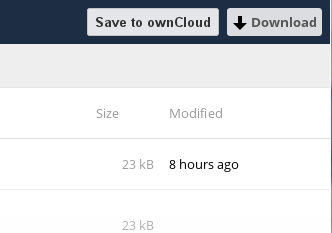 Save to ownCloud Download
Size Modified
23 kB 8 hours ago
23 kB